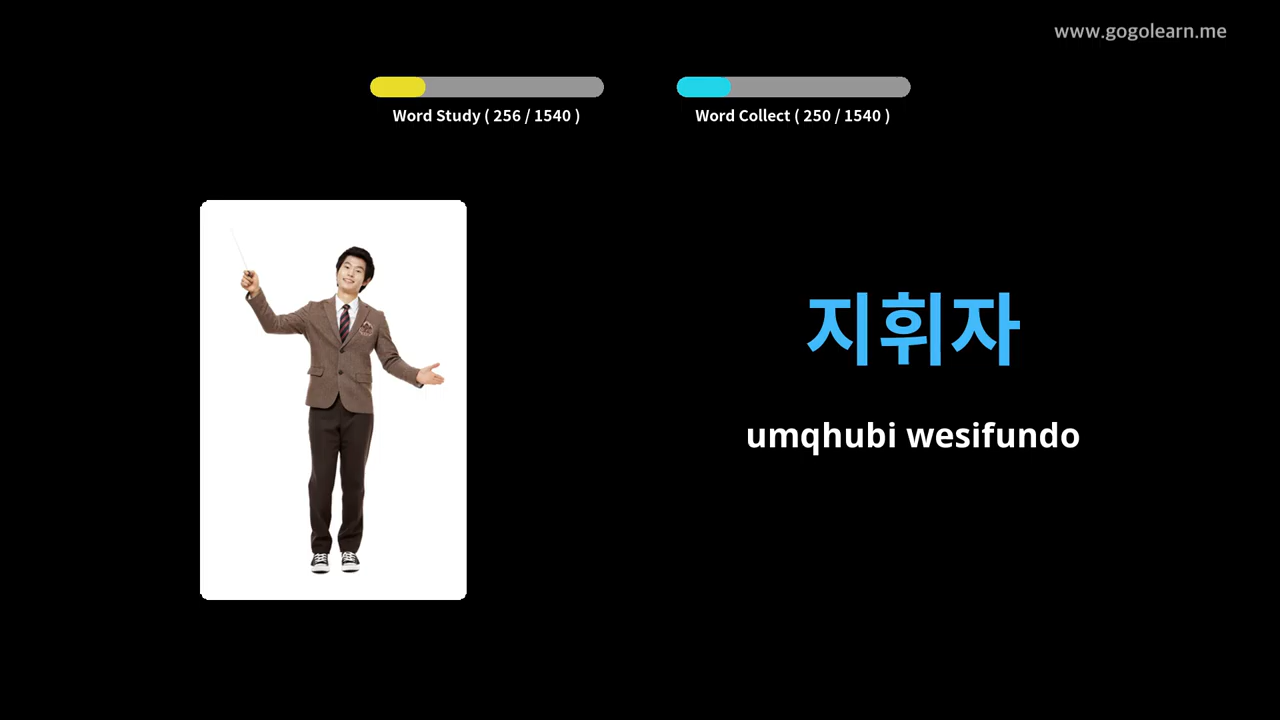 www.gogolearn.me
Word Study ( 256 / 1540 )
Word Collect ( 250 / 1540 )
지휘자
umqhubi wesifundo